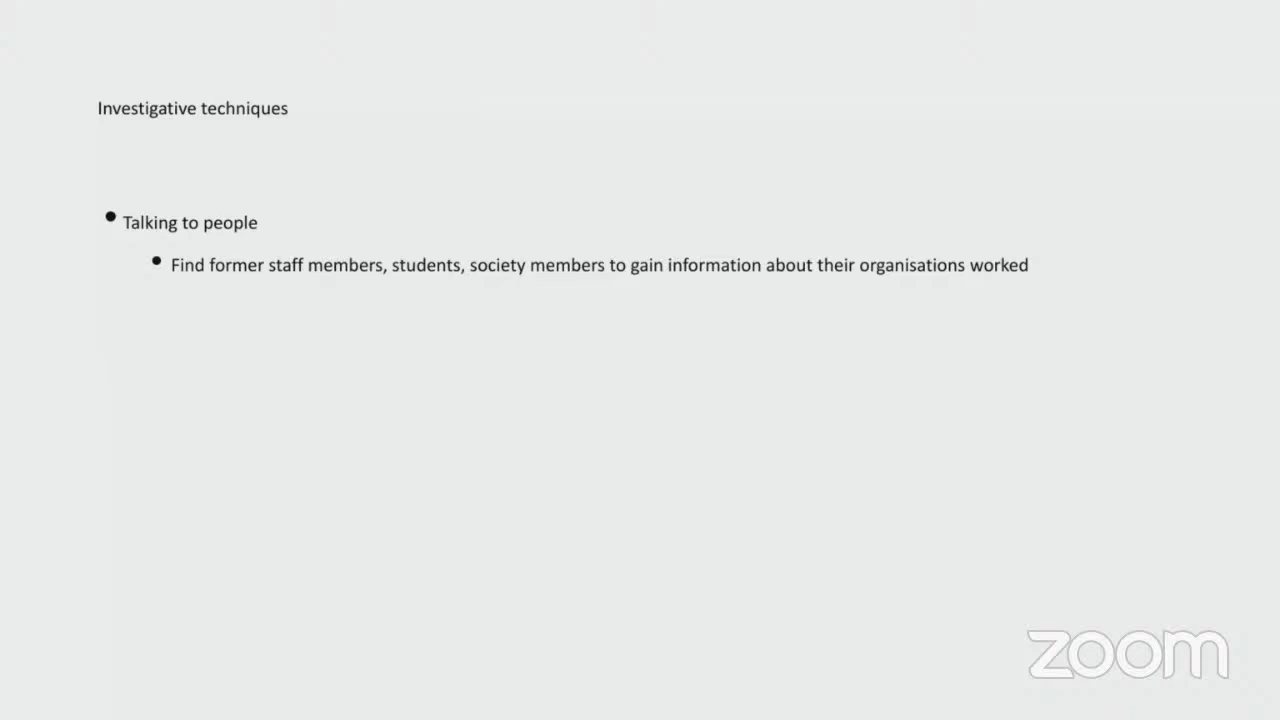 Investigative techniques
• Talking to people
• Find former staff members, students, society members to gain information about their organisations worked
zoom